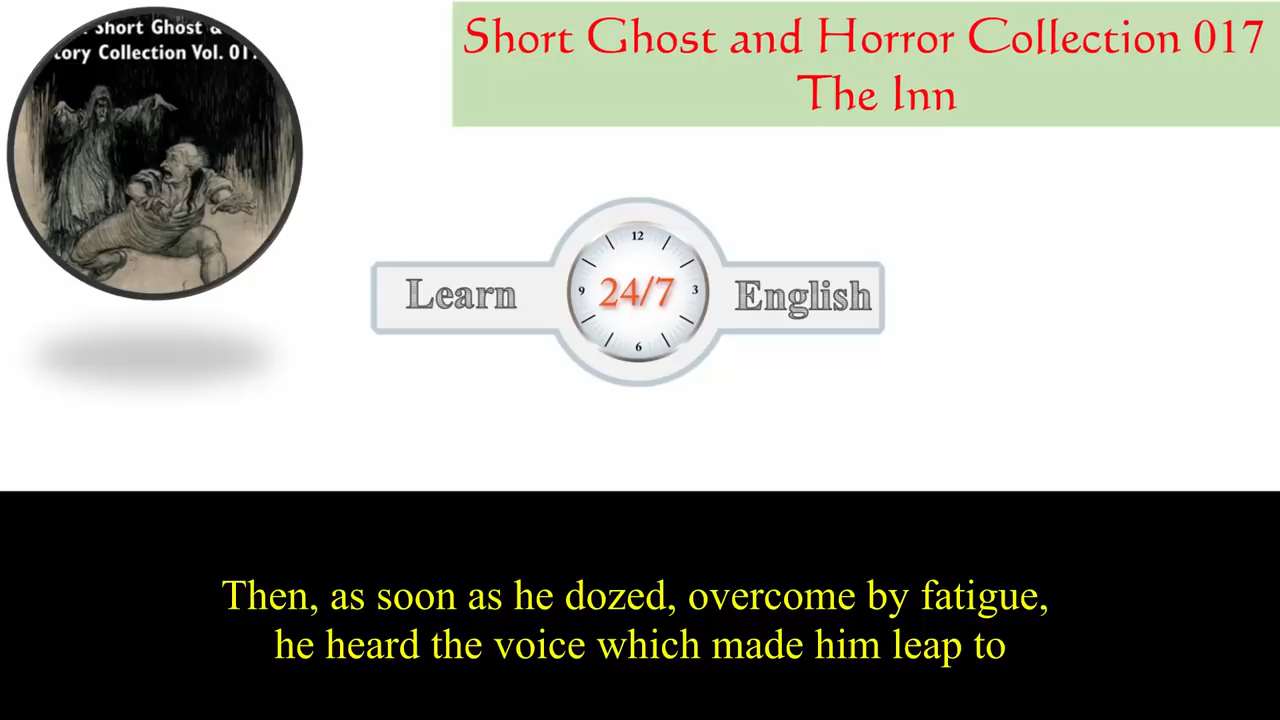 Short Ghost &
tory Collection Vol. 01
Short Ghost and Horror Collection 017
The Inn
12
Learn 9 24/7 3 English
6
Then, as soon as he dozed, overcome by fatigue,
he heard the voice which made him leap to